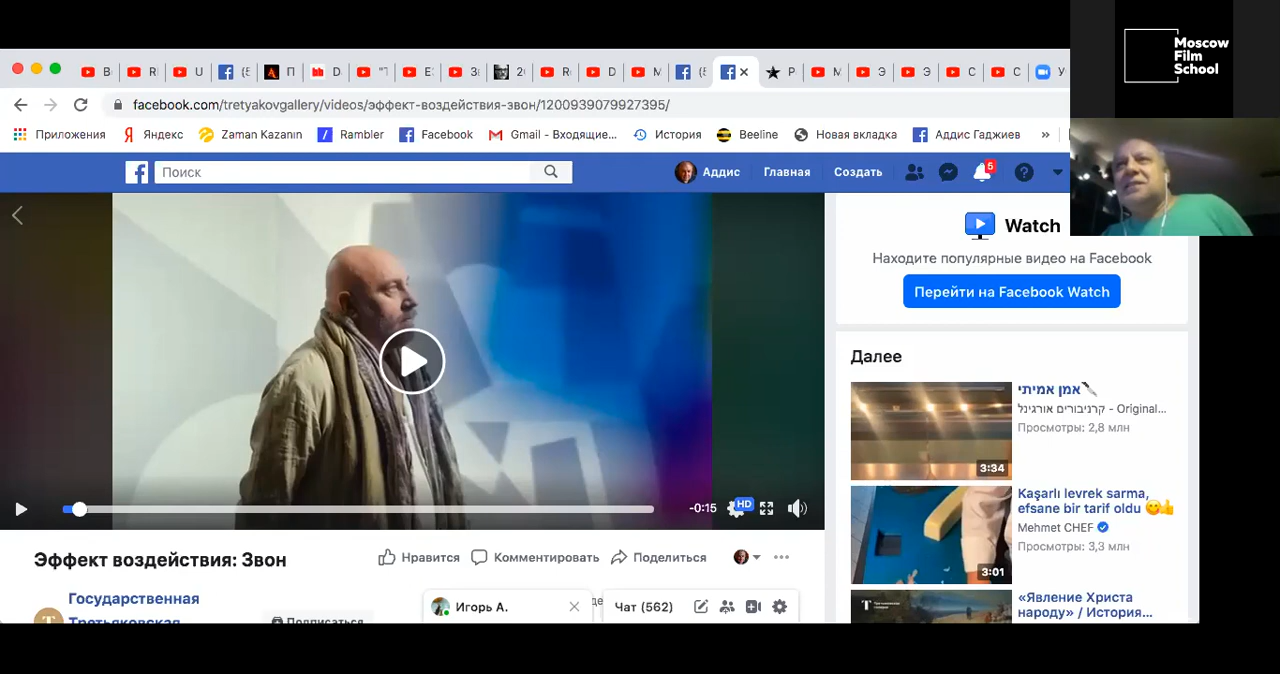 Moscow
Film
School
facebook.com/tretyakovgallery/videos/эффект-воздействия-звон/1200939079927395/
Приложения
Яндекс
Zaman Kazanın
Rambler
Facebook
Gmail - Входящие...
История
Beeline
Новая вкладка
Аддис Гаджиев
»
Поиск
Аддис
Главная
Создать
6
Watch
Находите популярные видео на Facebook
Перейти на Facebook Watch
Далее
אמן אמיתי
קרניבורים אורגינל - Original...
Просмотры: 2,8 млн
3:34
Kaşarlı levrek sarma,
efsane bir tarif oldu
Mehmet CHEF
Просмотры: 3,3 млн
3:01
«Явление Христа
народу» / История...
-0:15
HD
Эффект воздействия: Звон
Нравится
Комментировать
Поделиться
Государственная
Третьяковская
Подписаться
Игорь А.
Чат (562)